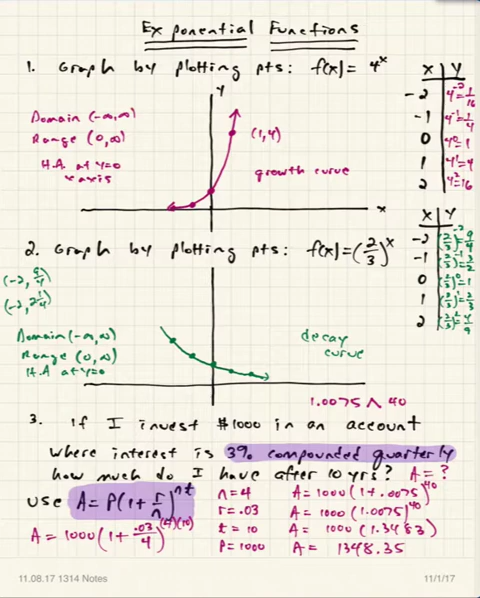 Exponential Functions
1. Graph by plotting pts: f(x) = 4^x
Domain (-∞,∞)
Range (0,∞)
H.A at y=0
x axis
Y
(1,4)
growth curve
x
X Y
-2 4^-2 = 1/16
-1 4^-1 = 1/4
0 4^0 = 1
1 4^1 = 4
2 4^2 = 16
2. Graph by plotting pts: f(x) = (2/3)^x
(-2, 9/4)
(-2, 2 1/4)
Domain (-∞,∞)
Range (0,∞)
H.A at y=0
decay
curve
X Y
-2 (2/3)^-2 = 9/4
-1 (2/3)^-1 = 3/2
0 (2/3)^0 = 1
1 (2/3)^1 = 2/3
2 (2/3)^2 = 4/9
1.0075 ∧ 40
3. If I invest $1000 in an account
where interest is 3% compounded quarterly
how much do I have after 10 yrs? A = ?
Use A = P(1 + r/n)^nt
A = 1000(1 + .03/4)^(4)(10)
n = 4
r = .03
t = 10
P = 1000
A = 1000(1 + .0075)^40
A = 1000(1.0075)^40
A = 1000(1.3483)
A = 1348.35
11.08.17 1314 Notes
11/1/17